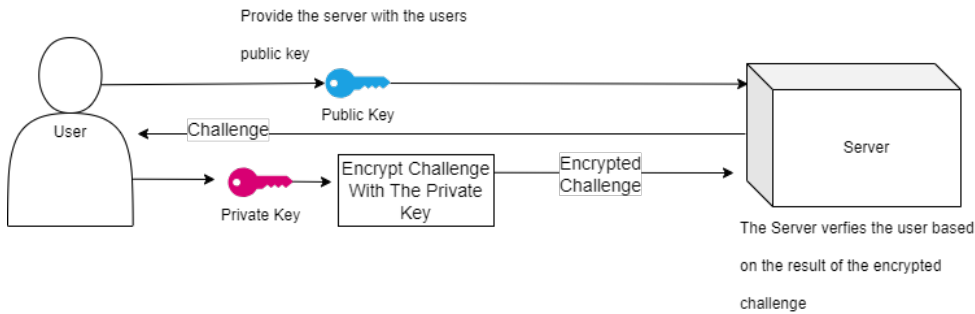 Provide the server with the users
public key
Public Key
User
Challenge
Server
Encrypt Challenge
With The Private
Key
Encrypted
Challenge
Private Key
The Server verfies the user based
on the result of the encrypted
challenge